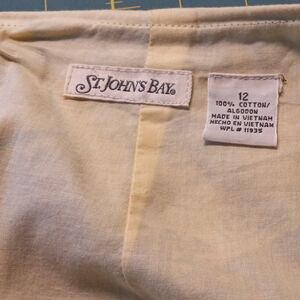 ST. JOHN'S BAY®
12
100% COTTON/
ALGODON
MADE IN VIETNAM
HECHO EN VIETNAM
WPL # 11935